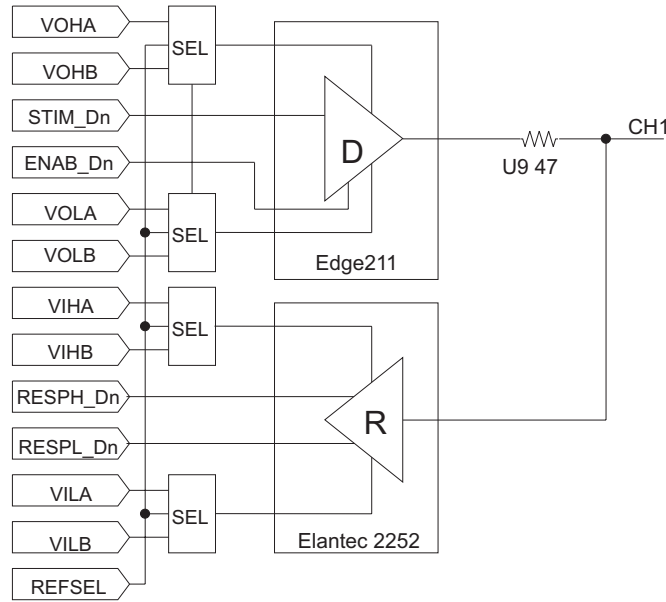 VOHA
SEL
VOHB
STIM_Dn
ENAB_Dn
VOLA
SEL
VOLB
D
Edge211
U9 47
CH1
VIHA
SEL
VIHB
RESPH_Dn
RESPL_Dn
R
VILA
SEL
VILB
Elantec 2252
REFSEL